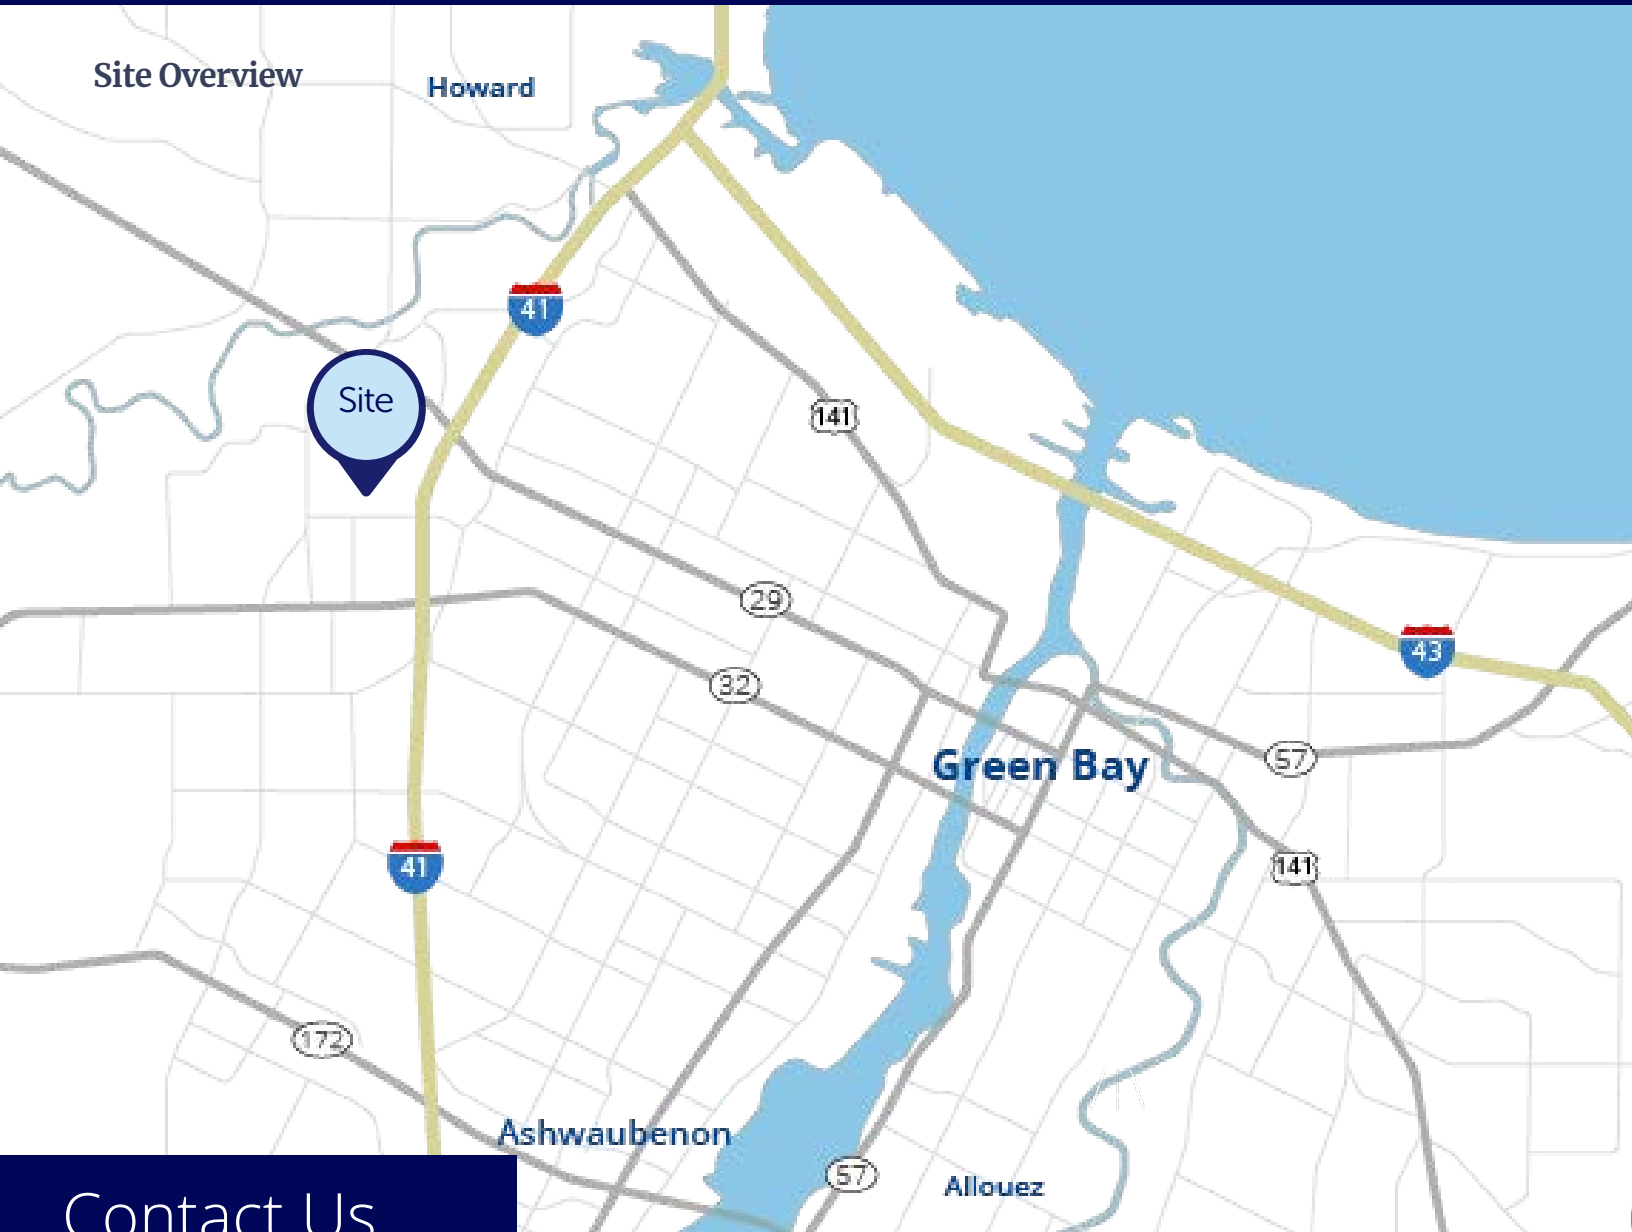 Site Overview
Howard
41
Site
141
29
43
32
Green Bay
57
41
141
172
Ashwaubenon
57
Allouez
Contact Us